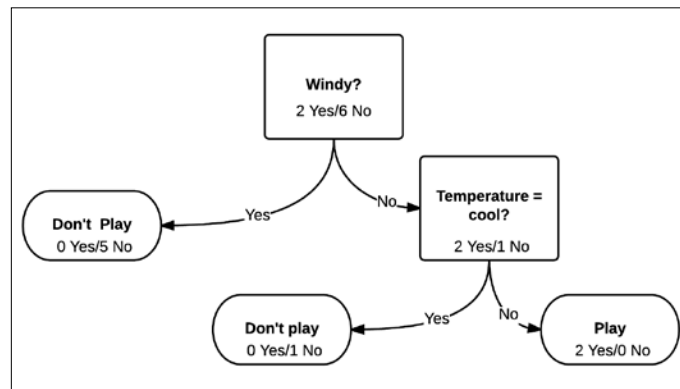 Windy?
2 Yes/6 No
Yes
No
Don't Play
0 Yes/5 No
Temperature =
cool?
2 Yes/1 No
Yes
No
Don't play
0 Yes/1 No
Play
2 Yes/0 No